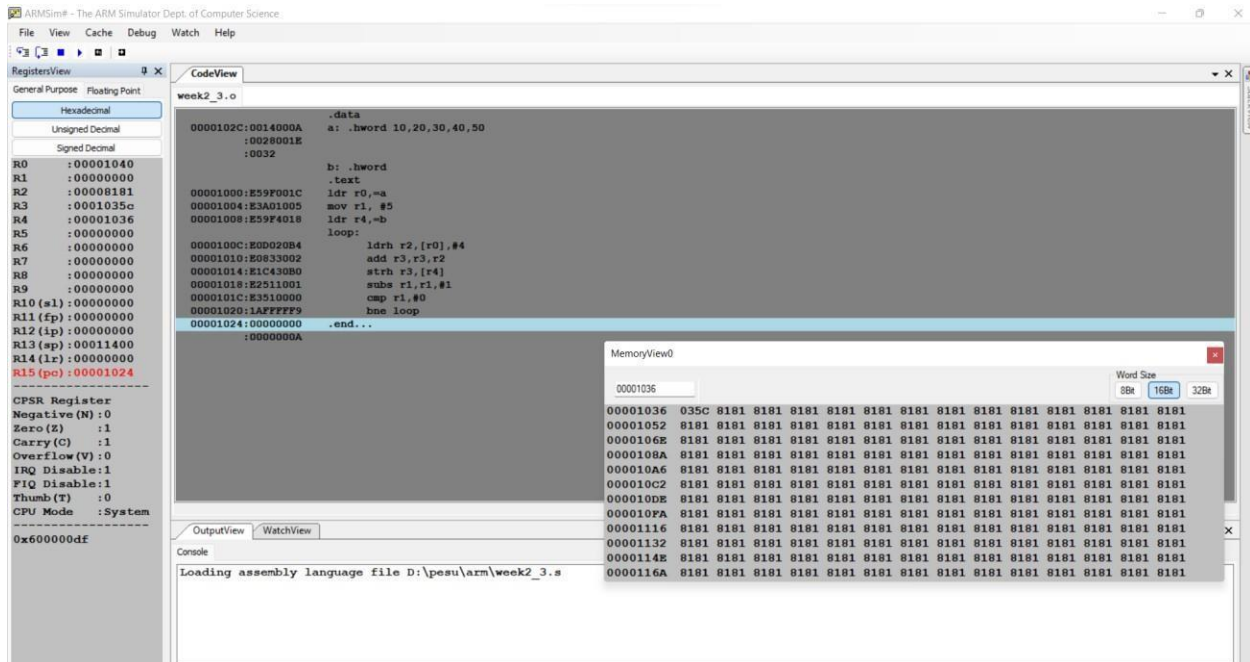 ARMSim# - The ARM Simulator Dept. of Computer Science
File View Cache Debug Watch Help
RegistersView
General Purpose Floating Point
Hexadecimal
Unsigned Decimal
Signed Decimal
R0 :00001040
R1 :00000000
R2 :00008181
R3 :0001035c
R4 :00001036
R5 :00000000
R6 :00000000
R7 :00000000
R8 :00000000
R9 :00000000
R10(sl):00000000
R11(fp):00000000
R12(ip):00000000
R13(sp):00011400
R14(lr):00000000
R15(pc):00001024
------------------
CPSR Register
Negative(N):0
Zero(Z) :1
Carry(C) :1
Overflow(V):0
IRQ Disable:1
FIQ Disable:1
Thumb(T) :0
CPU Mode :System
------------------
0x600000df
CodeView
week2_3.o
.data
0000102C:0014000A a: .hword 10,20,30,40,50
:0028001E
:0032
b: .hword
.text
00001000:E59F001C ldr r0,=a
00001004:E3A01005 mov r1, #5
00001008:E59F4018 ldr r4,=b
loop:
0000100C:E0D020B4 ldrh r2,[r0],#4
00001010:E0833002 add r3,r3,r2
00001014:E1C430B0 strh r3,[r4]
00001018:E2511001 subs r1,r1,#1
0000101C:E3510000 cmp r1,#0
00001020:1AFFFFF9 bne loop
00001024:00000000 .end...
:0000000A
MemoryView0
00001036
Word Size
8Bit 16Bit 32Bit
00001036 035C 8181 8181 8181 8181 8181 8181 8181 8181 8181 8181 8181 8181 8181
00001052 8181 8181 8181 8181 8181 8181 8181 8181 8181 8181 8181 8181 8181 8181
0000106E 8181 8181 8181 8181 8181 8181 8181 8181 8181 8181 8181 8181 8181 8181
0000108A 8181 8181 8181 8181 8181 8181 8181 8181 8181 8181 8181 8181 8181 8181
000010A6 8181 8181 8181 8181 8181 8181 8181 8181 8181 8181 8181 8181 8181 8181
000010C2 8181 8181 8181 8181 8181 8181 8181 8181 8181 8181 8181 8181 8181 8181
000010DE 8181 8181 8181 8181 8181 8181 8181 8181 8181 8181 8181 8181 8181 8181
000010FA 8181 8181 8181 8181 8181 8181 8181 8181 8181 8181 8181 8181 8181 8181
00001116 8181 8181 8181 8181 8181 8181 8181 8181 8181 8181 8181 8181 8181 8181
00001132 8181 8181 8181 8181 8181 8181 8181 8181 8181 8181 8181 8181 8181 8181
0000114E 8181 8181 8181 8181 8181 8181 8181 8181 8181 8181 8181 8181 8181 8181
0000116A 8181 8181 8181 8181 8181 8181 8181 8181 8181 8181 8181 8181 8181 8181
OutputView WatchView
Console
Loading assembly language file D:\pesu\arm\week2_3.s